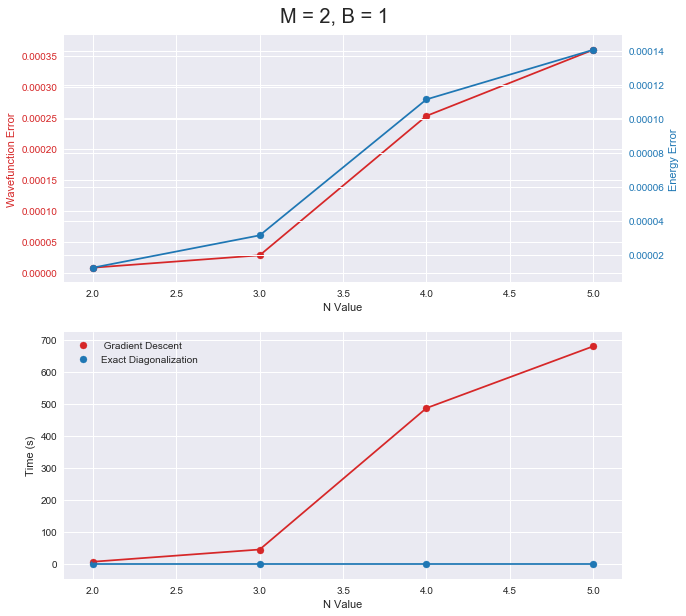 M = 2, B = 1
0.00035
0.00030
0.00025
0.00020
0.00015
0.00010
0.00005
0.00000
Wavefunction Error
0.00014
0.00012
0.00010
0.00008
0.00006
0.00004
0.00002
Energy Error
2.0 2.5 3.0 3.5 4.0 4.5 5.0
N Value
Gradient Descent
Exact Diagonalization
700
600
500
400
300
200
100
0
Time (s)
2.0 2.5 3.0 3.5 4.0 4.5 5.0
N Value